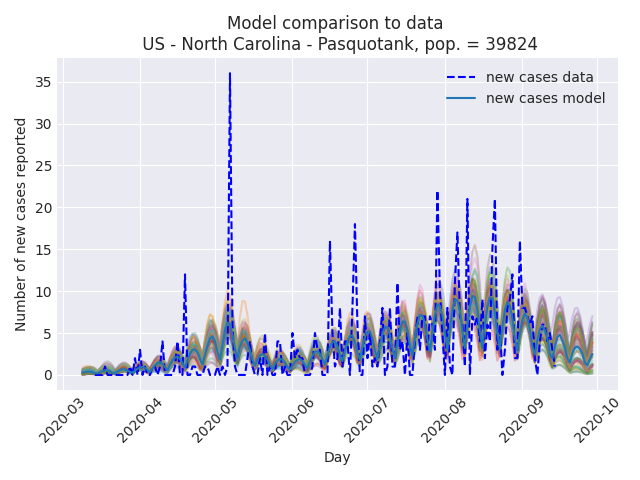 Model comparison to data
US - North Carolina - Pasquotank, pop. = 39824
new cases data
new cases model
Number of new cases reported
35
30
25
20
15
10
5
0
2020-03
2020-04
2020-05
2020-06
2020-07
2020-08
2020-09
2020-10
Day